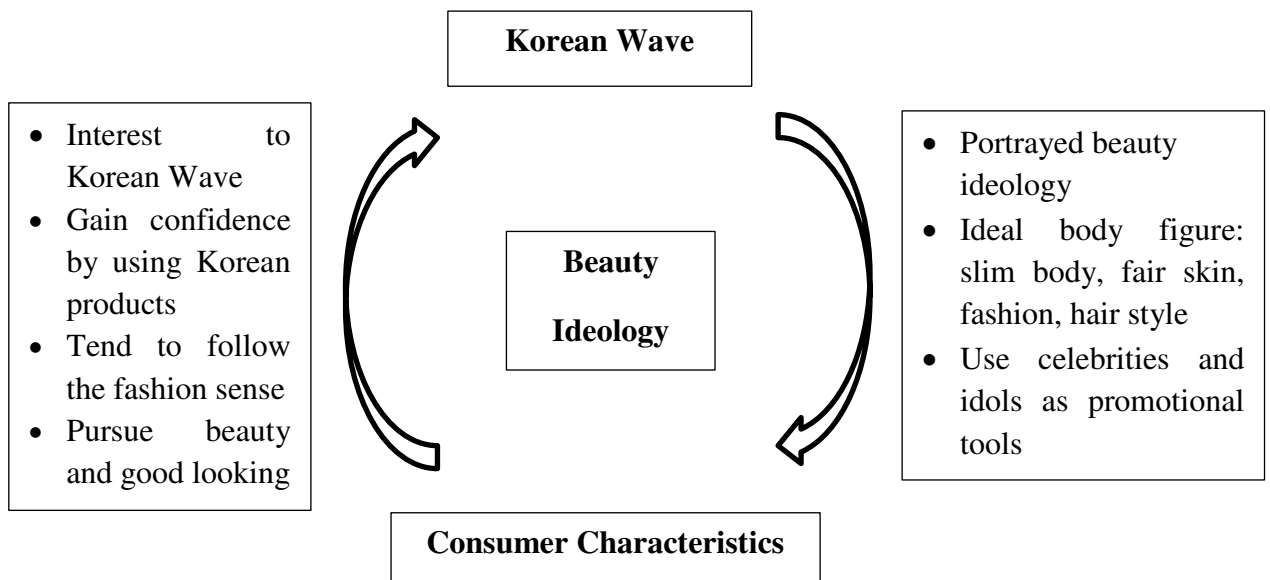 Korean Wave
• Interest to
Korean Wave
• Gain confidence
by using Korean
products
• Tend to follow
the fashion sense
• Pursue beauty
and good looking
Beauty
Ideology
• Portrayed beauty
ideology
• Ideal body figure:
slim body, fair skin,
fashion, hair style
• Use celebrities and
idols as promotional
tools
Consumer Characteristics